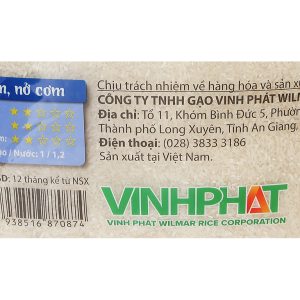 n, nở cơm
Chịu trách nhiệm về hàng hóa và sản
CÔNG TY TNHH GẠO VINH PHÁT WILM
Địa chỉ: Tổ 11, Khóm Bình Đức 5, Phườn
Thành phố Long Xuyên, Tỉnh An Giang,
Điện thoại: (028) 3833 3186
Sản xuất tại Việt Nam.
ạo / Nước: 1 / 1,2
SD: 12 tháng kể từ NSX
938516 870874
VINHPHAT
VINH PHAT WILMAR RICE CORPORATION